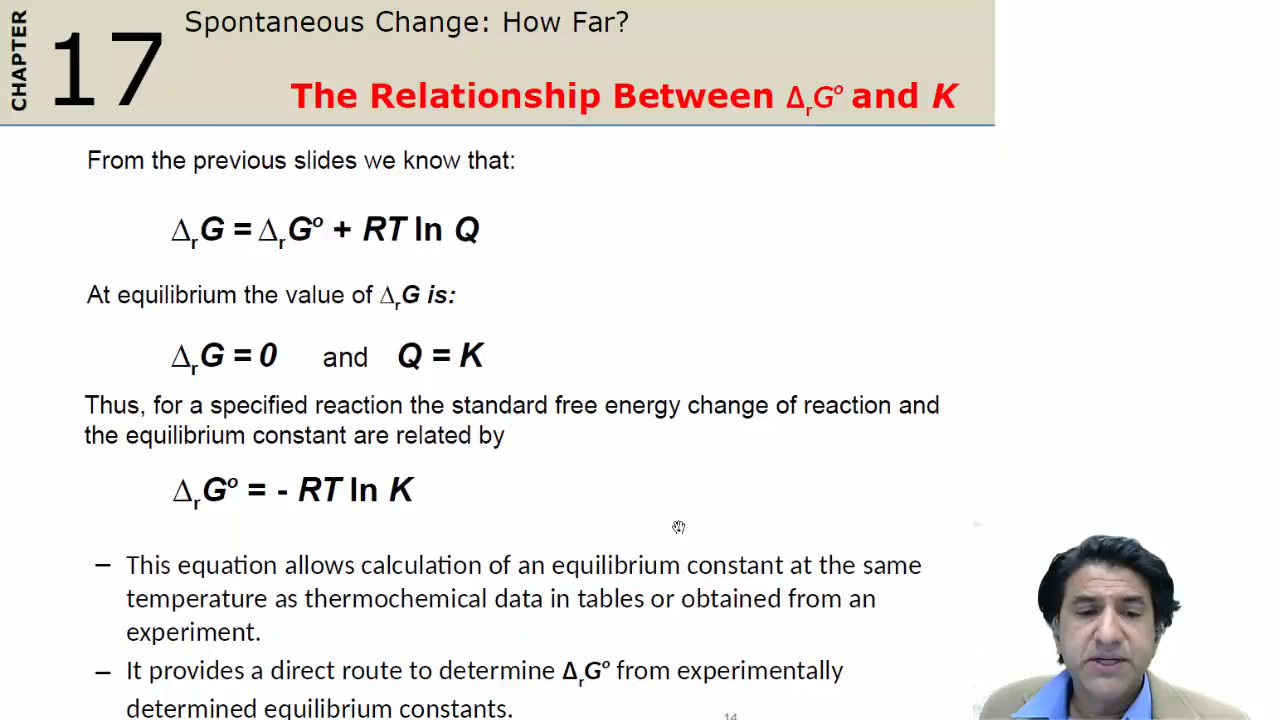 CHAPTER
17
Spontaneous Change: How Far?
The Relationship Between ΔrGº and K
From the previous slides we know that:
ΔrG = ΔrGº + RT ln Q
At equilibrium the value of ΔrG is:
ΔrG = 0 and Q = K
Thus, for a specified reaction the standard free energy change of reaction and
the equilibrium constant are related by
ΔrGº = - RT ln K
– This equation allows calculation of an equilibrium constant at the same
temperature as thermochemical data in tables or obtained from an
experiment.
– It provides a direct route to determine ΔrGº from experimentally
determined equilibrium constants.
14